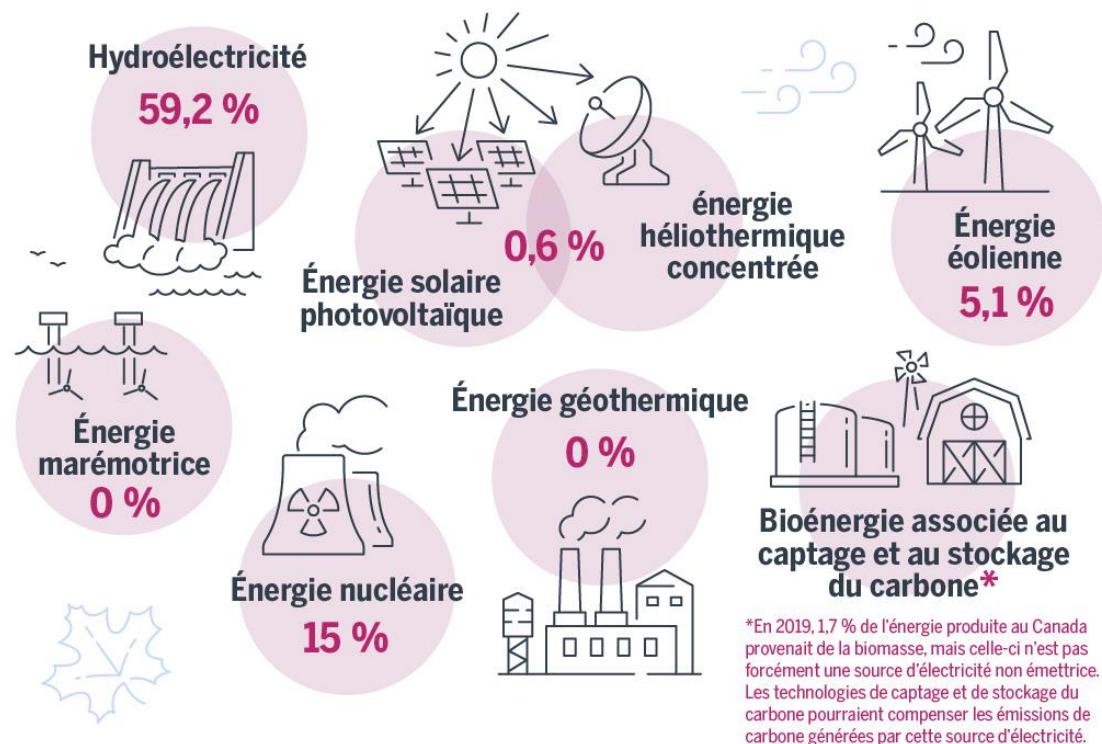 Hydroélectricité
59,2 %
Énergie solaire
photovoltaïque
0,6 %
énergie
héliothermique
concentrée
Énergie
éolienne
5,1 %
Énergie
marémotrice
0 %
Énergie nucléaire
15 %
Énergie géothermique
0 %
Bioénergie associée au
captage et au stockage
du carbone*
*En 2019, 1,7 % de l'énergie produite au Canada
provenait de la biomasse, mais celle-ci n'est pas
forcément une source d'électricité non émettrice.
Les technologies de captage et de stockage du
carbone pourraient compenser les émissions de
carbone générées par cette source d'électricité.